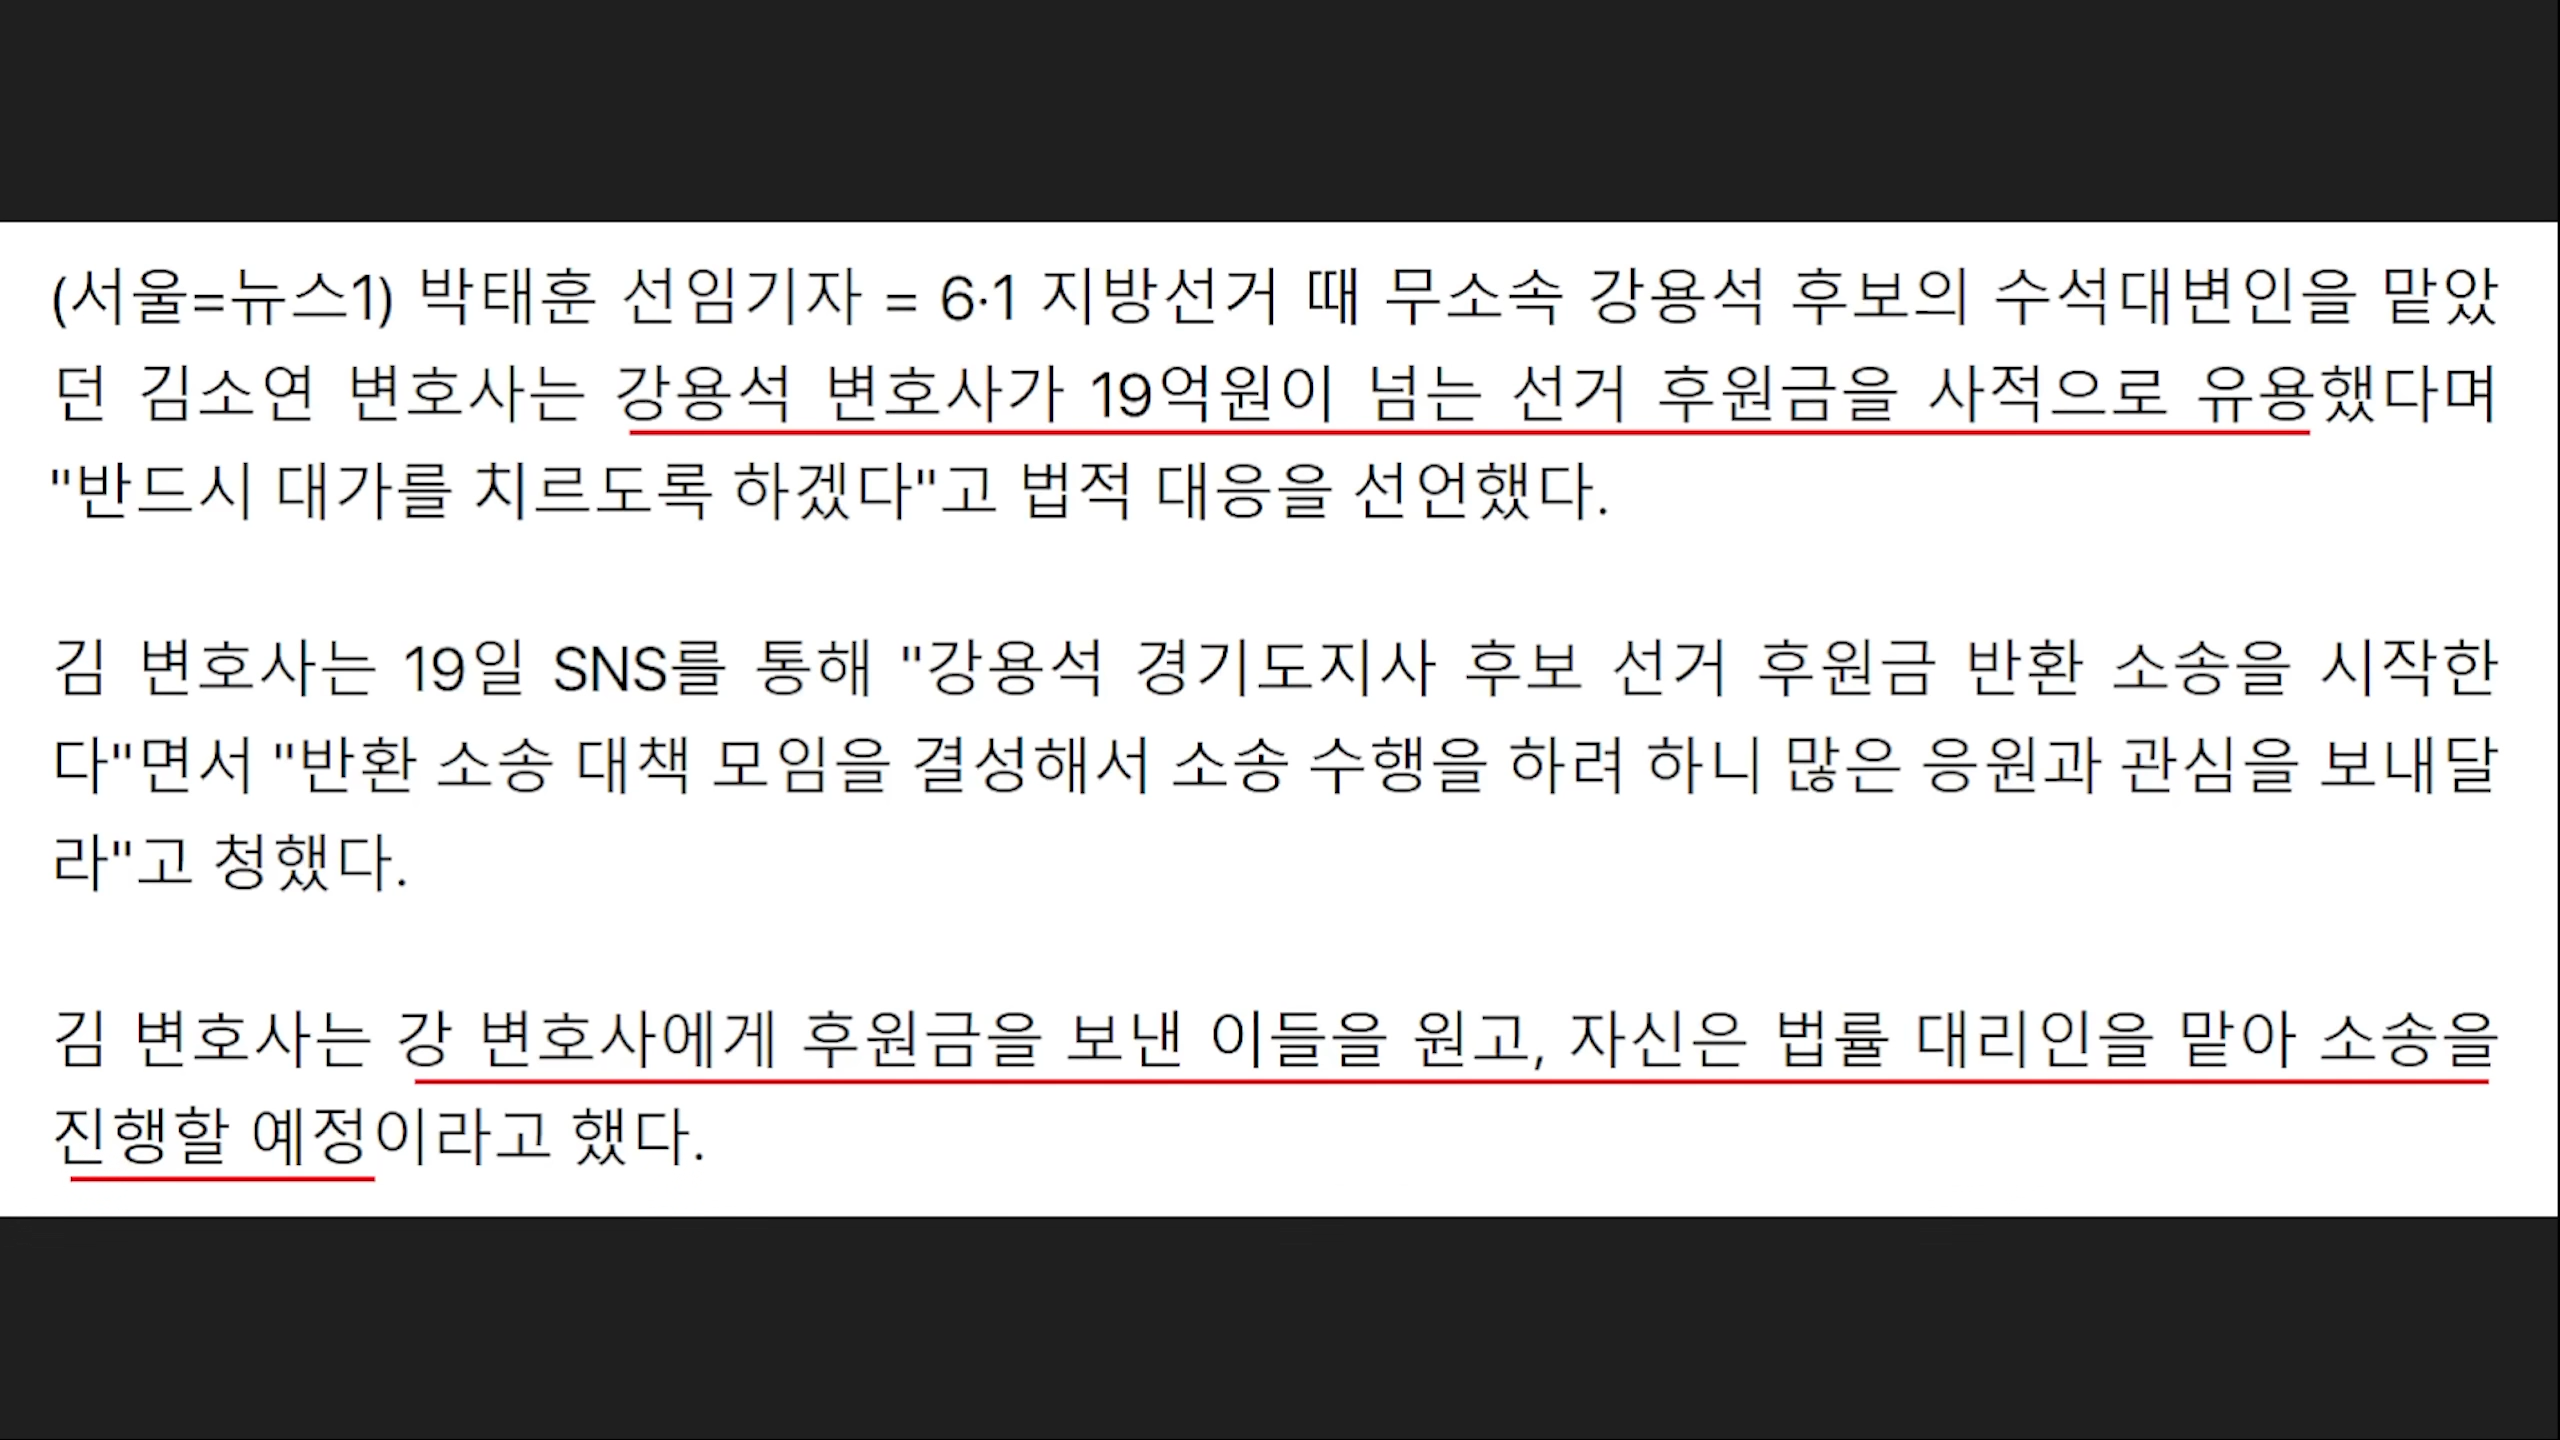 (서울=뉴스1) 박태훈 선임기자 = 6·1 지방선거 때 무소속 강용석 후보의 수석대변인을 맡았
던 김소연 변호사는 강용석 변호사가 19억원이 넘는 선거 후원금을 사적으로 유용했다며
"반드시 대가를 치르도록 하겠다"고 법적 대응을 선언했다.
김 변호사는 19일 SNS를 통해 "강용석 경기도지사 후보 선거 후원금 반환 소송을 시작한
다"면서 "반환 소송 대책 모임을 결성해서 소송 수행을 하려 하니 많은 응원과 관심을 보내달
라"고 청했다.
김 변호사는 강 변호사에게 후원금을 보낸 이들을 원고, 자신은 법률 대리인을 맡아 소송을
진행할 예정이라고 했다.